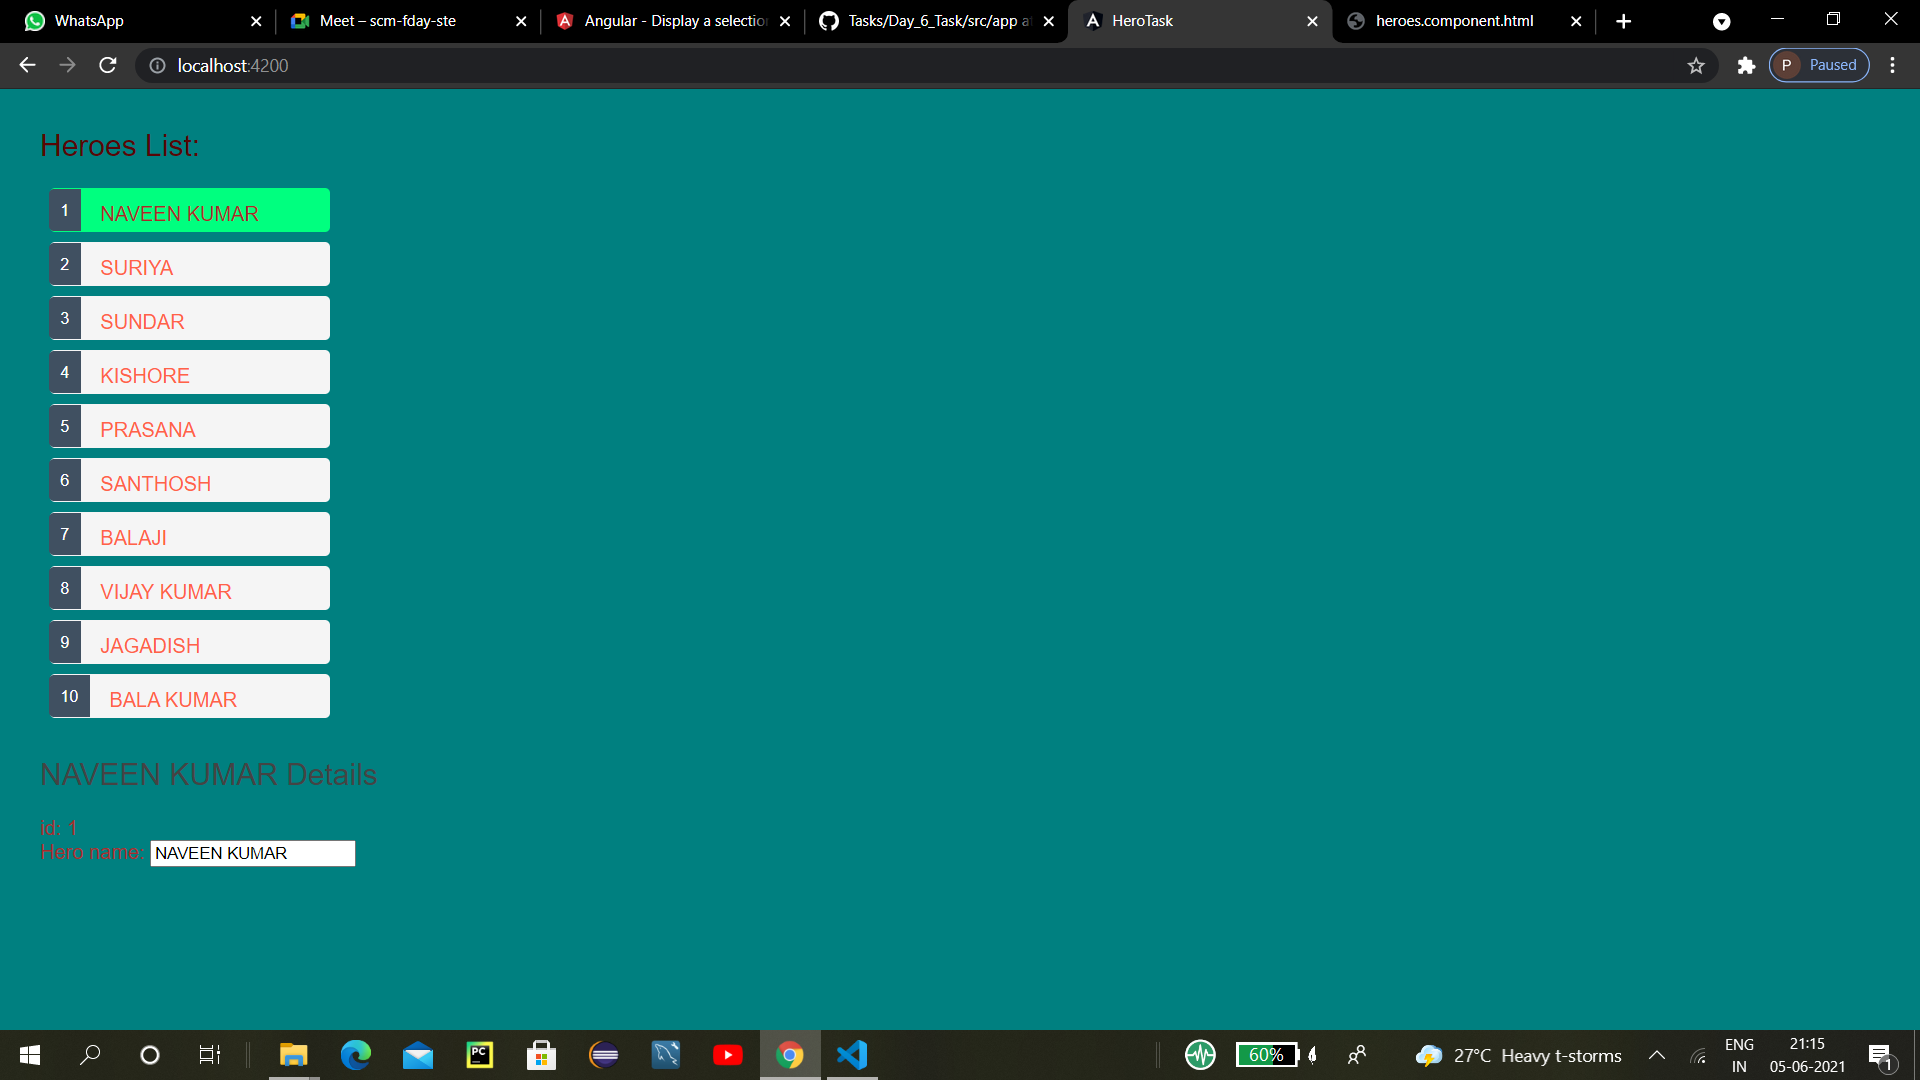 WhatsApp
Meet – scm-fday-ste
Angular - Display a selection
Tasks/Day_6_Task/src/app a
HeroTask
heroes.component.html
localhost:4200
P Paused
Heroes List:
1 NAVEEN KUMAR
2 SURIYA
3 SUNDAR
4 KISHORE
5 PRASANA
6 SANTHOSH
7 BALAJI
8 VIJAY KUMAR
9 JAGADISH
10 BALA KUMAR
NAVEEN KUMAR Details
id: 1
Hero name: NAVEEN KUMAR
PC
60%
27°C Heavy t-storms
ENG
IN
21:15
05-06-2021
1